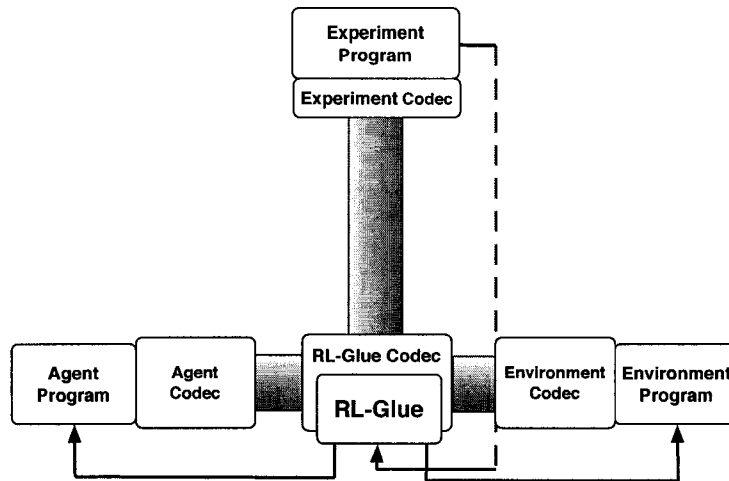 Experiment
Program
Experiment Codec
Agent
Program
Agent
Codec
RL-Glue Codec
RL-Glue
Environment
Codec
Environment
Program